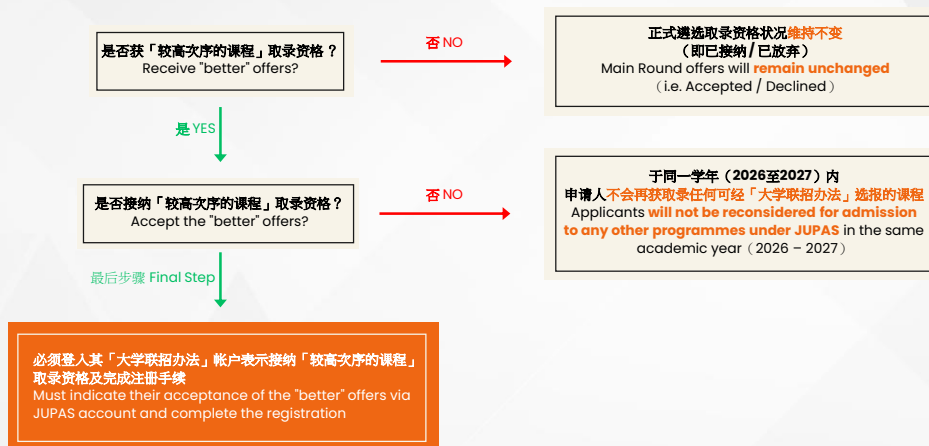 是否获「较高次序的课程」取录资格？
Receive "better" offers?
否 NO
正式遴选取录资格状况维持不变
（即已接纳 / 已放弃）
Main Round offers will remain unchanged
（i.e. Accepted / Declined）
是 YES
是否接纳「较高次序的课程」取录资格？
Accept the "better" offers?
否 NO
于同一学年（2026至2027）内
申请人不会再获取录任何可经「大学联招办法」选报的课程
Applicants will not be reconsidered for admission
to any other programmes under JUPAS in the same
academic year（2026 – 2027）
最后步骤 Final Step
必须登入其「大学联招办法」帐户表示接纳「较高次序的课程」
取录资格及完成注册手续
Must indicate their acceptance of the "better" offers via
JUPAS account and complete the registration